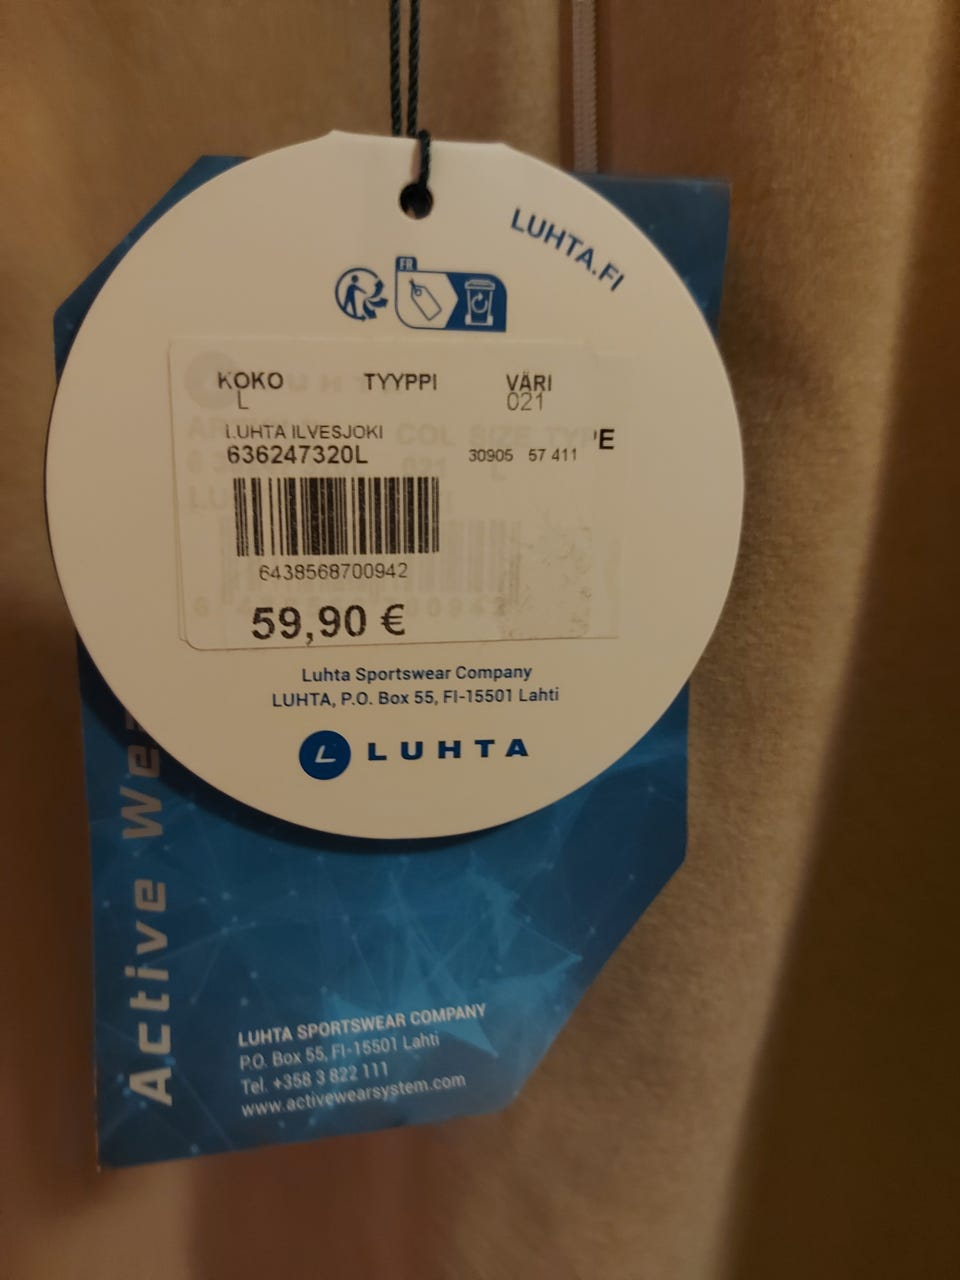 LUHTA.FI
FR
KOKO TYYPPI VÄRI
L 021
LUHTA ILVESJOKI
636247320L 30905 57 411
6438568700942
59,90 €
Luhta Sportswear Company
LUHTA, P.O. Box 55, FI-15501 Lahti
L LUHTA
Active
LUHTA SPORTSWEAR COMPANY
P.O. Box 55, FI-15501 Lahti
Tel. +358 3 822 111
www.activewearsystem.com